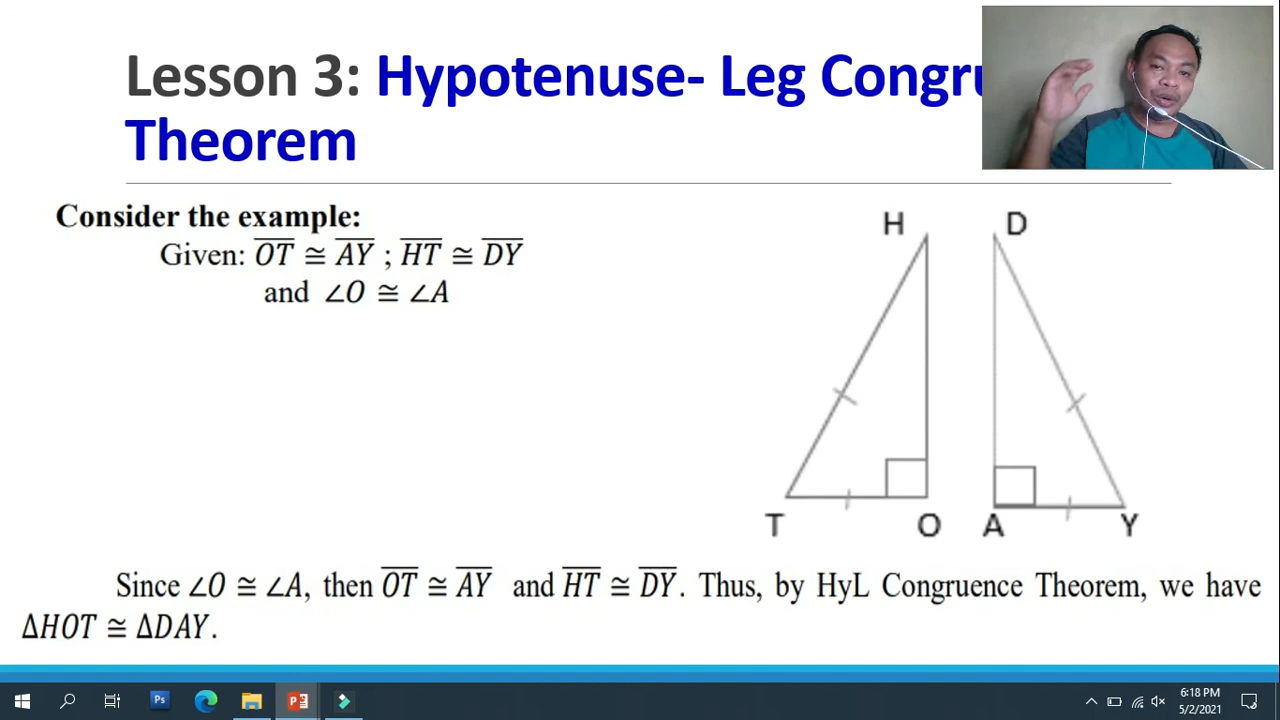 Lesson 3: Hypotenuse- Leg Congru
Theorem
Consider the example:
Given: OT ≅ AY ; HT ≅ DY
and ∠O ≅ ∠A
H D
T O A Y
Since ∠O ≅ ∠A, then OT ≅ AY and HT ≅ DY. Thus, by HyL Congruence Theorem, we have
ΔHOT ≅ ΔDAY.
Ps
P
6:18 PM
5/2/2021